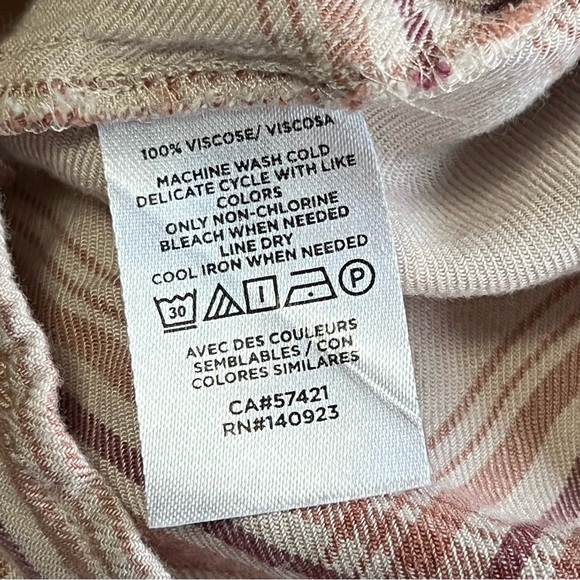 100% VISCOSE/ VISCOSA
MACHINE WASH COLD
DELICATE CYCLE WITH LIKE
COLORS
ONLY NON-CHLORINE
BLEACH WHEN NEEDED
LINE DRY
COOL IRON WHEN NEEDED
30 P
AVEC DES COULEURS
SEMBLABLES / CON
COLORES SIMILARES
CA#57421
RN#140923